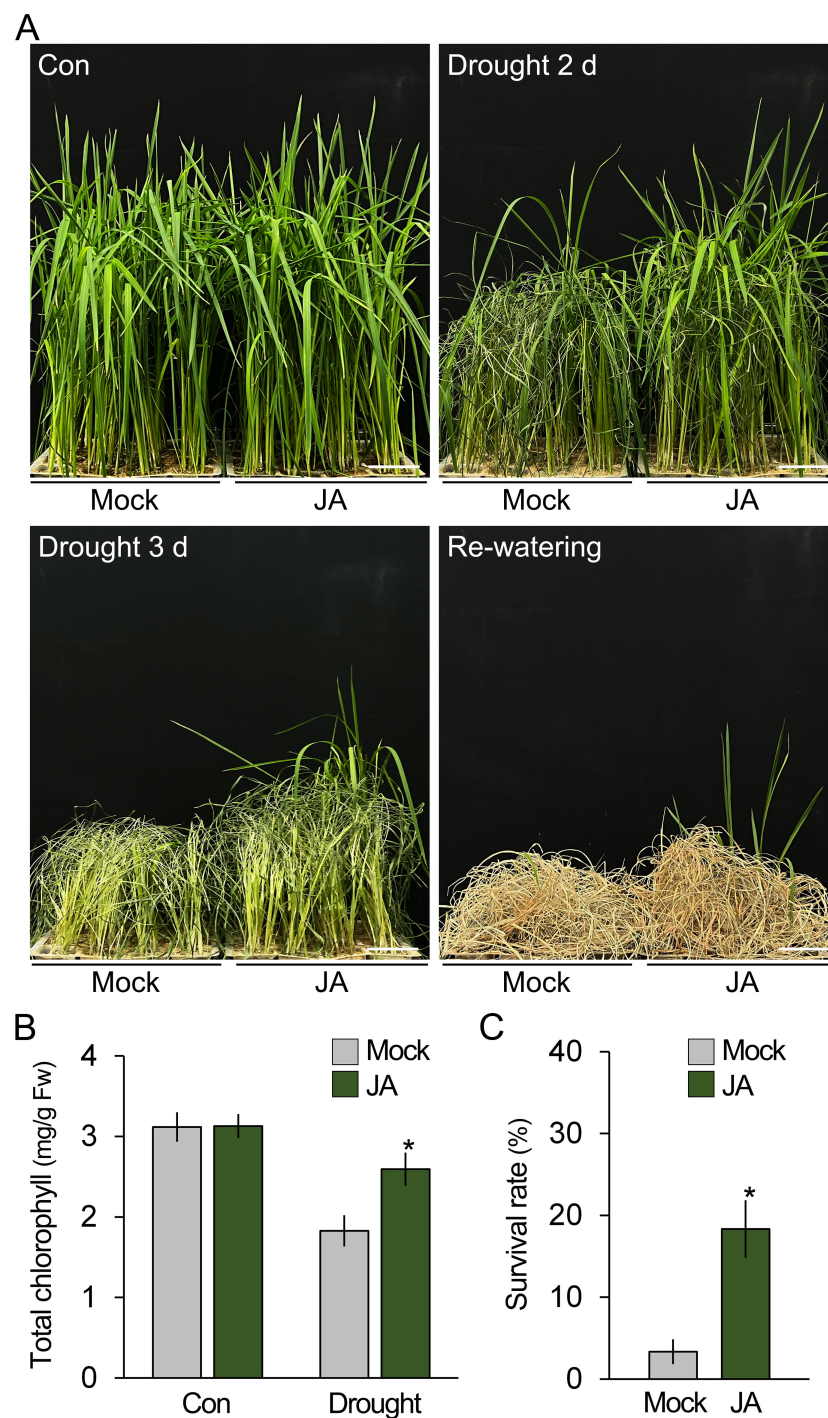 A
Con
Drought 2 d
Mock JA
Mock JA
Drought 3 d
Re-watering
Mock JA
Mock JA
B
Mock
JA
Total chlorophyll (mg/g Fw)
4
3
2
1
0
*
Con Drought
C
Mock
JA
Survival rate (%)
40
30
20
10
0
*
Mock JA